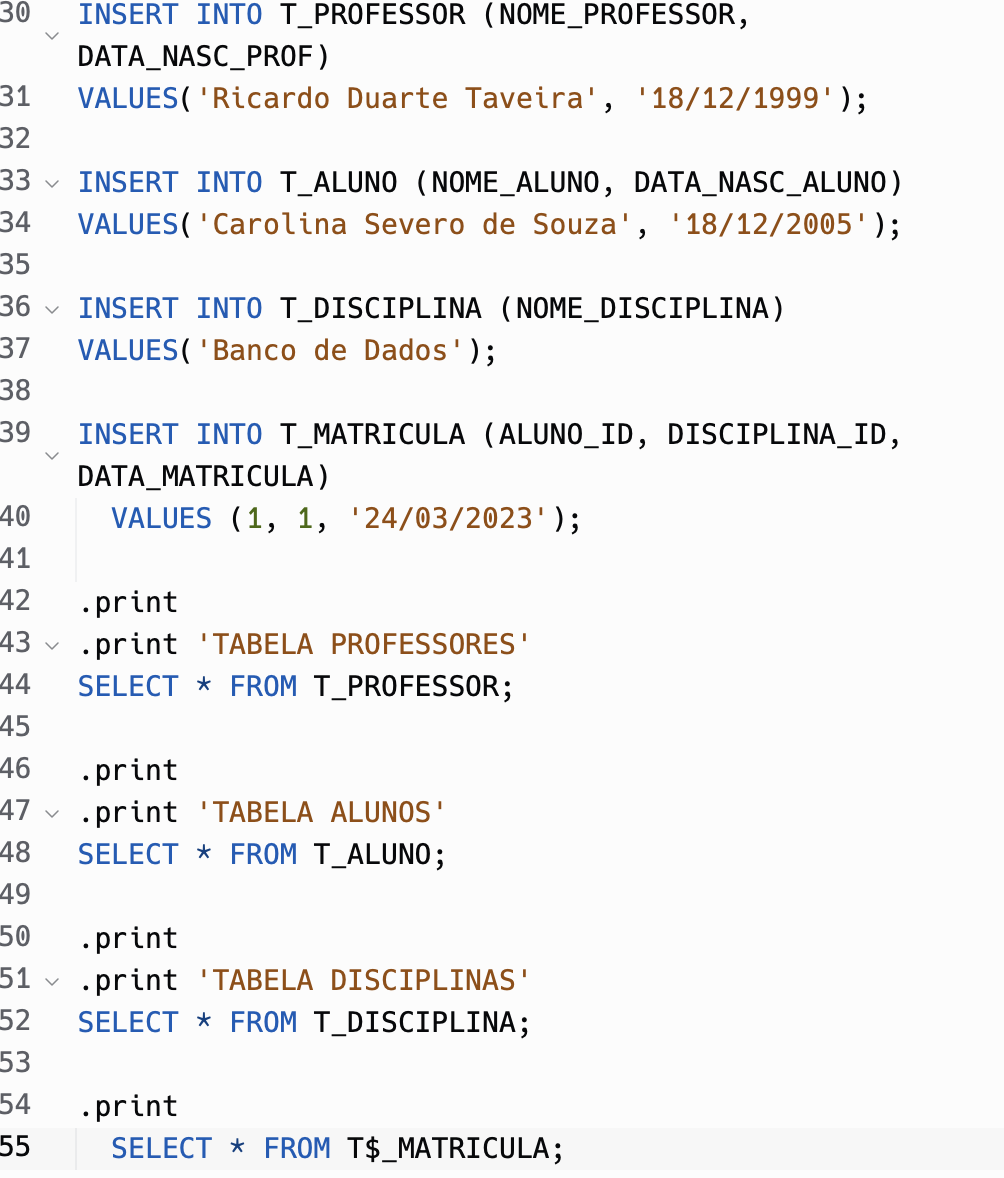 30 INSERT INTO T_PROFESSOR (NOME_PROFESSOR,
DATA_NASC_PROF)
31 VALUES('Ricardo Duarte Taveira', '18/12/1999');
32
33 INSERT INTO T_ALUNO (NOME_ALUNO, DATA_NASC_ALUNO)
34 VALUES('Carolina Severo de Souza', '18/12/2005');
35
36 INSERT INTO T_DISCIPLINA (NOME_DISCIPLINA)
37 VALUES('Banco de Dados');
38
39 INSERT INTO T_MATRICULA (ALUNO_ID, DISCIPLINA_ID,
DATA_MATRICULA)
40 VALUES (1, 1, '24/03/2023');
41
42 .print
43 .print 'TABELA PROFESSORES'
44 SELECT * FROM T_PROFESSOR;
45
46 .print
47 .print 'TABELA ALUNOS'
48 SELECT * FROM T_ALUNO;
49
50 .print
51 .print 'TABELA DISCIPLINAS'
52 SELECT * FROM T_DISCIPLINA;
53
54 .print
55 SELECT * FROM T$_MATRICULA;